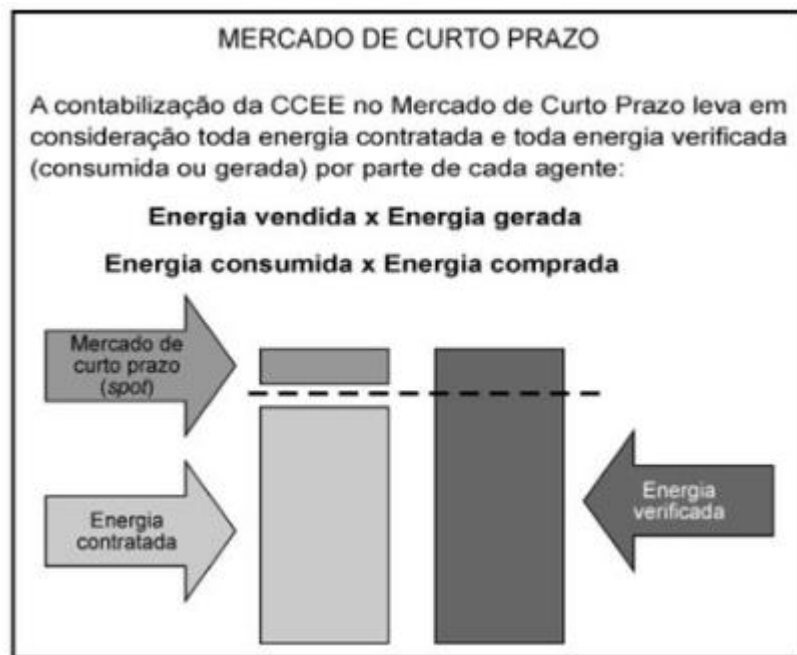 MERCADO DE CURTO PRAZO
A contabilização da CCEE no Mercado de Curto Prazo leva em
consideração toda energia contratada e toda energia verificada
(consumida ou gerada) por parte de cada agente:
Energia vendida x Energia gerada
Energia consumida x Energia comprada
Mercado de
curto prazo
(spot)
Energia
contratada
Energia
verificada